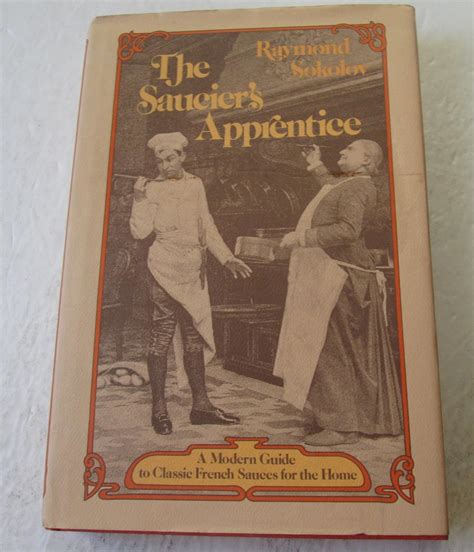 The
Saucier's
Apprentice
Raymond
Sokolov
A Modern Guide
to Classic French Sauces for the Home